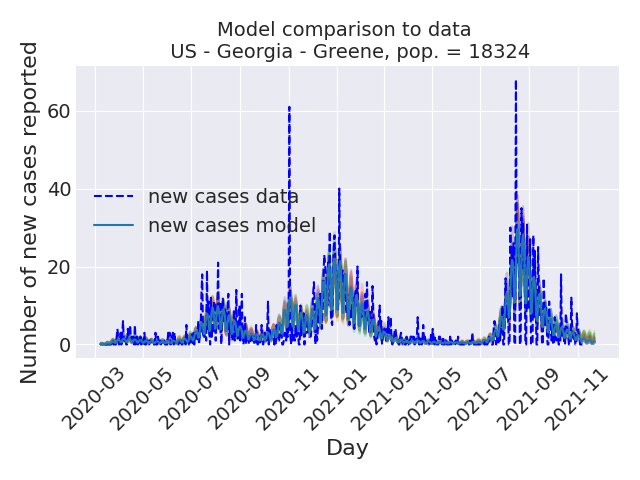 Model comparison to data
US - Georgia - Greene, pop. = 18324
Number of new cases reported
60
40
20
0
new cases data
new cases model
2020-03
2020-05
2020-07
2020-09
2020-11
2021-01
2021-03
2021-05
2021-07
2021-09
2021-11
Day